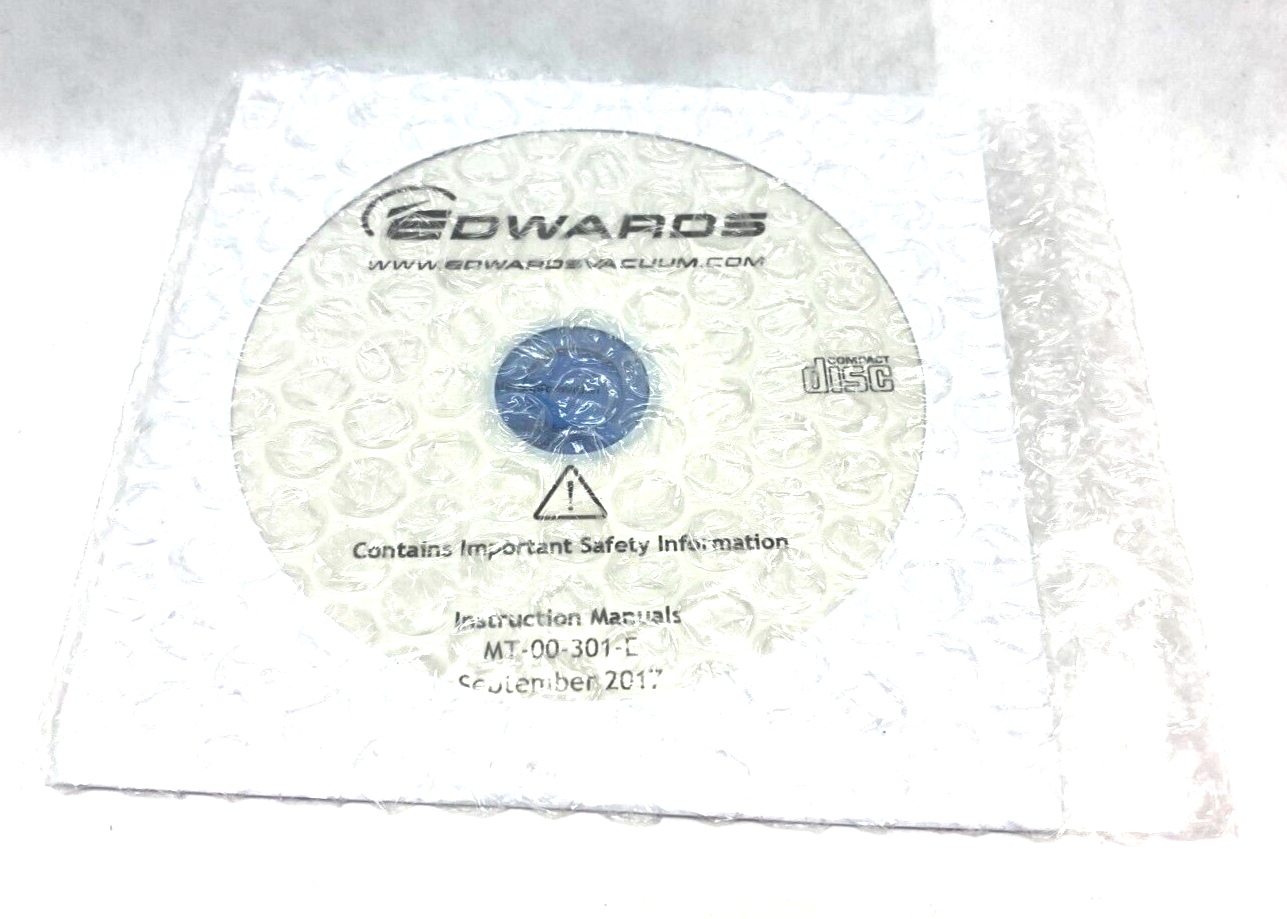 EDWARDS
WWW.EDWARDSVACUUM.COM
COMPACT
disc
Contains Important Safety Information
Instruction Manuals
MT-00-301-E
September 2017